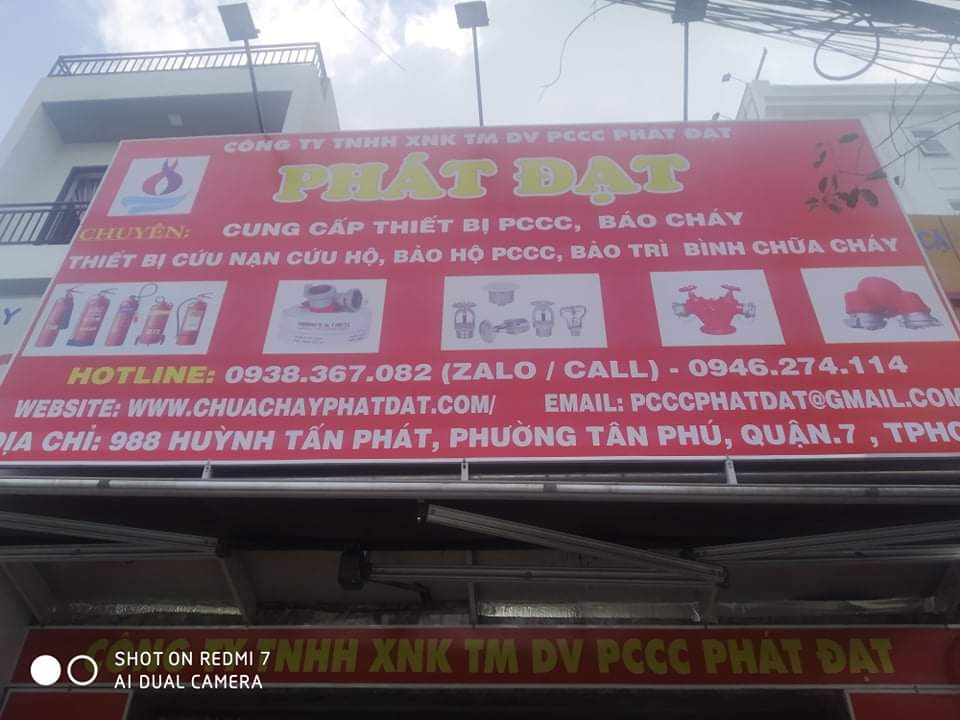 CÔNG TY TNHH XNK TM DV PCCC PHÁT ĐẠT
PHÁT ĐẠT
CHUYÊN: CUNG CẤP THIẾT BỊ PCCC, BÁO CHÁY
THIẾT BỊ CỨU NẠN CỨU HỘ, BẢO HỘ PCCC, BẢO TRÌ BÌNH CHỮA CHÁY
HOTLINE: 0938.367.082 (ZALO / CALL) - 0946.274.114
WEBSITE: WWW.CHUACHAYPHATDAT.COM/ EMAIL: PCCCPHATDAT@GMAIL.COM
ĐỊA CHỈ: 988 HUỲNH TẤN PHÁT, PHƯỜNG TÂN PHÚ, QUẬN.7 , TPHC
CÔNG TY TNHH XNK TM DV PCCC PHÁT ĐẠT
SHOT ON REDMI 7
AI DUAL CAMERA